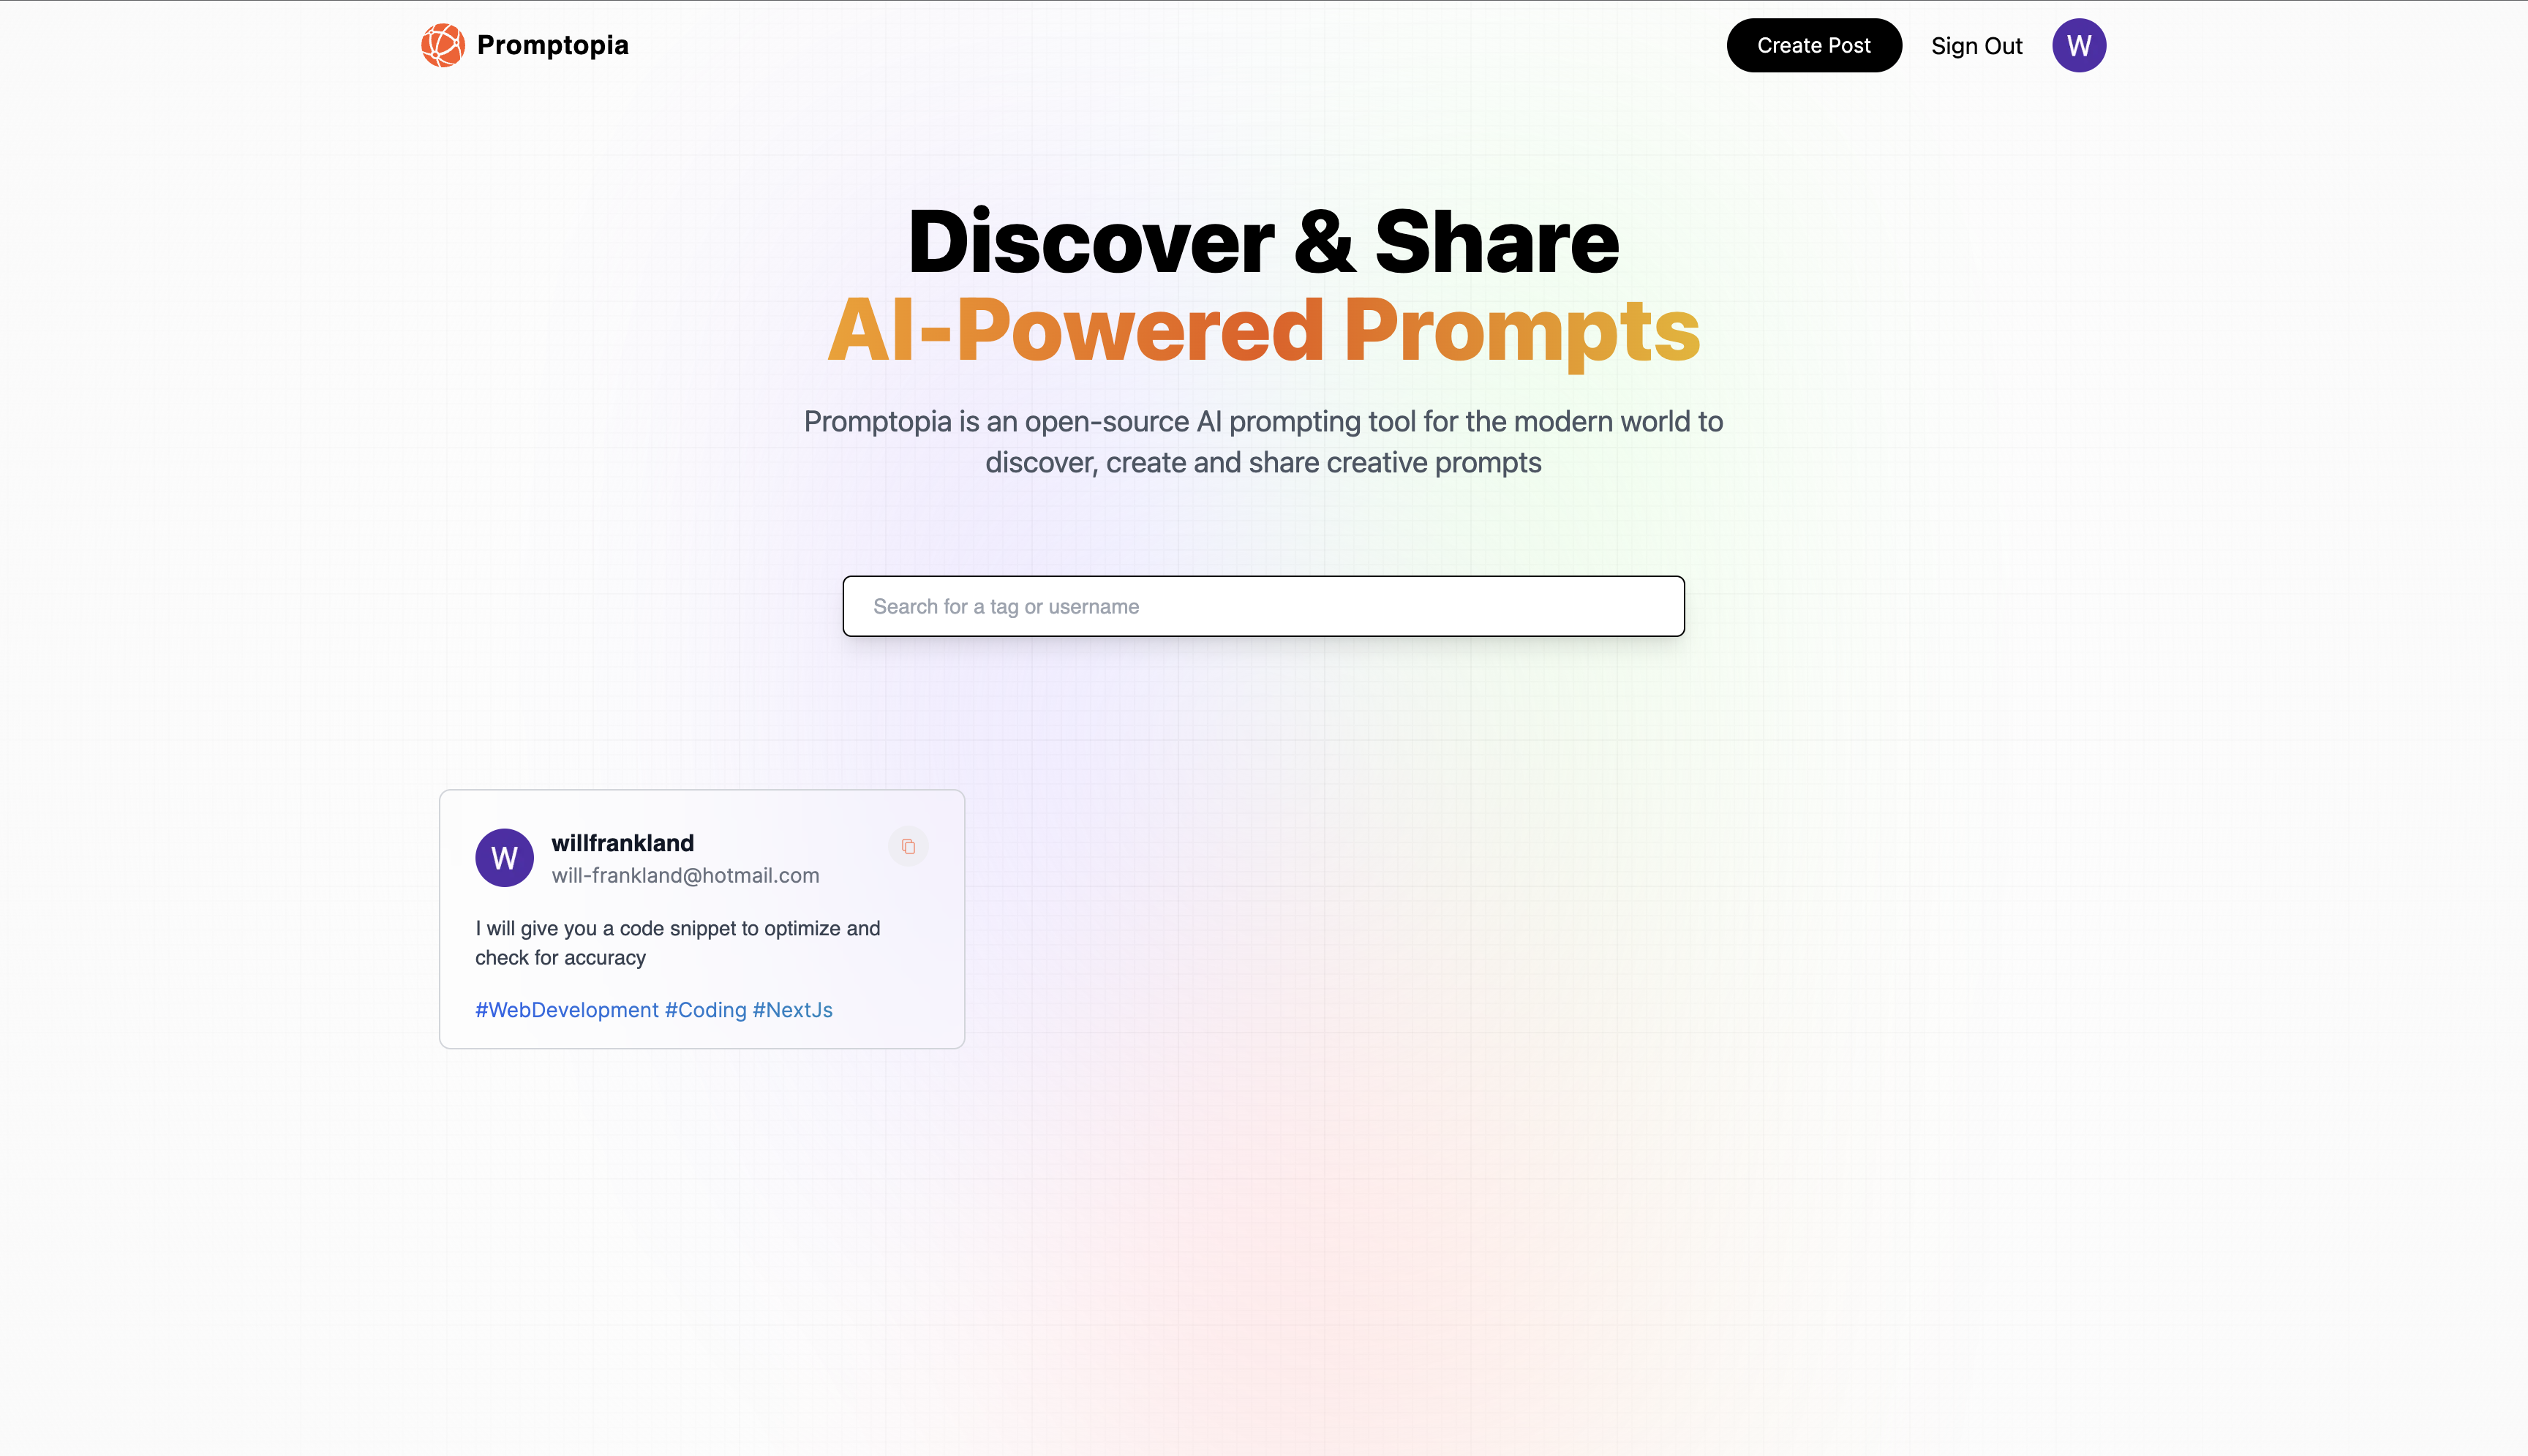 Promptopia
Create Post
Sign Out
W
Discover & Share
AI-Powered Prompts
Promptopia is an open-source AI prompting tool for the modern world to
discover, create and share creative prompts
Search for a tag or username
W
willfrankland
will-frankland@hotmail.com
I will give you a code snippet to optimize and
check for accuracy
#WebDevelopment #Coding #NextJs